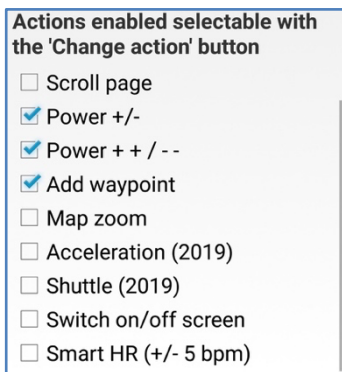 Actions enabled selectable with
the 'Change action' button
Scroll page
Power +/-
Power + + / - -
Add waypoint
Map zoom
Acceleration (2019)
Shuttle (2019)
Switch on/off screen
Smart HR (+/- 5 bpm)